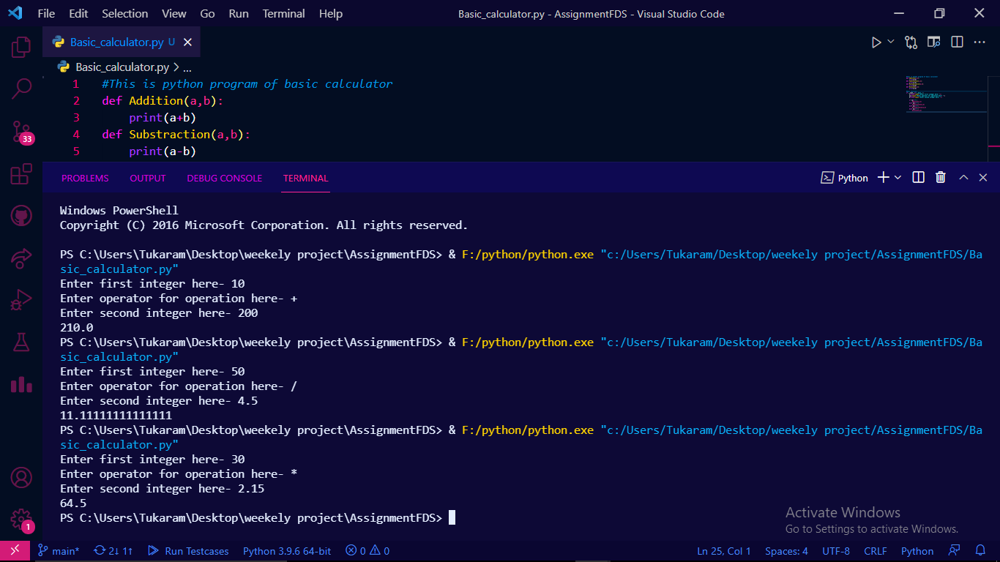 File Edit Selection View Go Run Terminal Help Basic_calculator.py - AssignmentFDS - Visual Studio Code
Basic_calculator.py U
Basic_calculator.py > ...
1 #This is python program of basic calculator
2 def Addition(a,b):
3 print(a+b)
4 def Substraction(a,b):
5 print(a-b)
33
PROBLEMS OUTPUT DEBUG CONSOLE TERMINAL Python
Windows PowerShell
Copyright (C) 2016 Microsoft Corporation. All rights reserved.
PS C:\Users\Tukaram\Desktop\weekely project\AssignmentFDS> & F:/python/python.exe "c:/Users/Tukaram/Desktop/weekely project/AssignmentFDS/Ba
sic_calculator.py"
Enter first integer here- 10
Enter operator for operation here- +
Enter second integer here- 200
210.0
PS C:\Users\Tukaram\Desktop\weekely project\AssignmentFDS> & F:/python/python.exe "c:/Users/Tukaram/Desktop/weekely project/AssignmentFDS/Ba
sic_calculator.py"
Enter first integer here- 50
Enter operator for operation here- /
Enter second integer here- 4.5
11.11111111111111
PS C:\Users\Tukaram\Desktop\weekely project\AssignmentFDS> & F:/python/python.exe "c:/Users/Tukaram/Desktop/weekely project/AssignmentFDS/Ba
sic_calculator.py"
Enter first integer here- 30
Enter operator for operation here- *
Enter second integer here- 2.15
64.5
PS C:\Users\Tukaram\Desktop\weekely project\AssignmentFDS>
Activate Windows
Go to Settings to activate Windows.
1
main* 2↓ 1↑ Run Testcases Python 3.9.6 64-bit 0 0 Ln 25, Col 1 Spaces: 4 UTF-8 CRLF Python